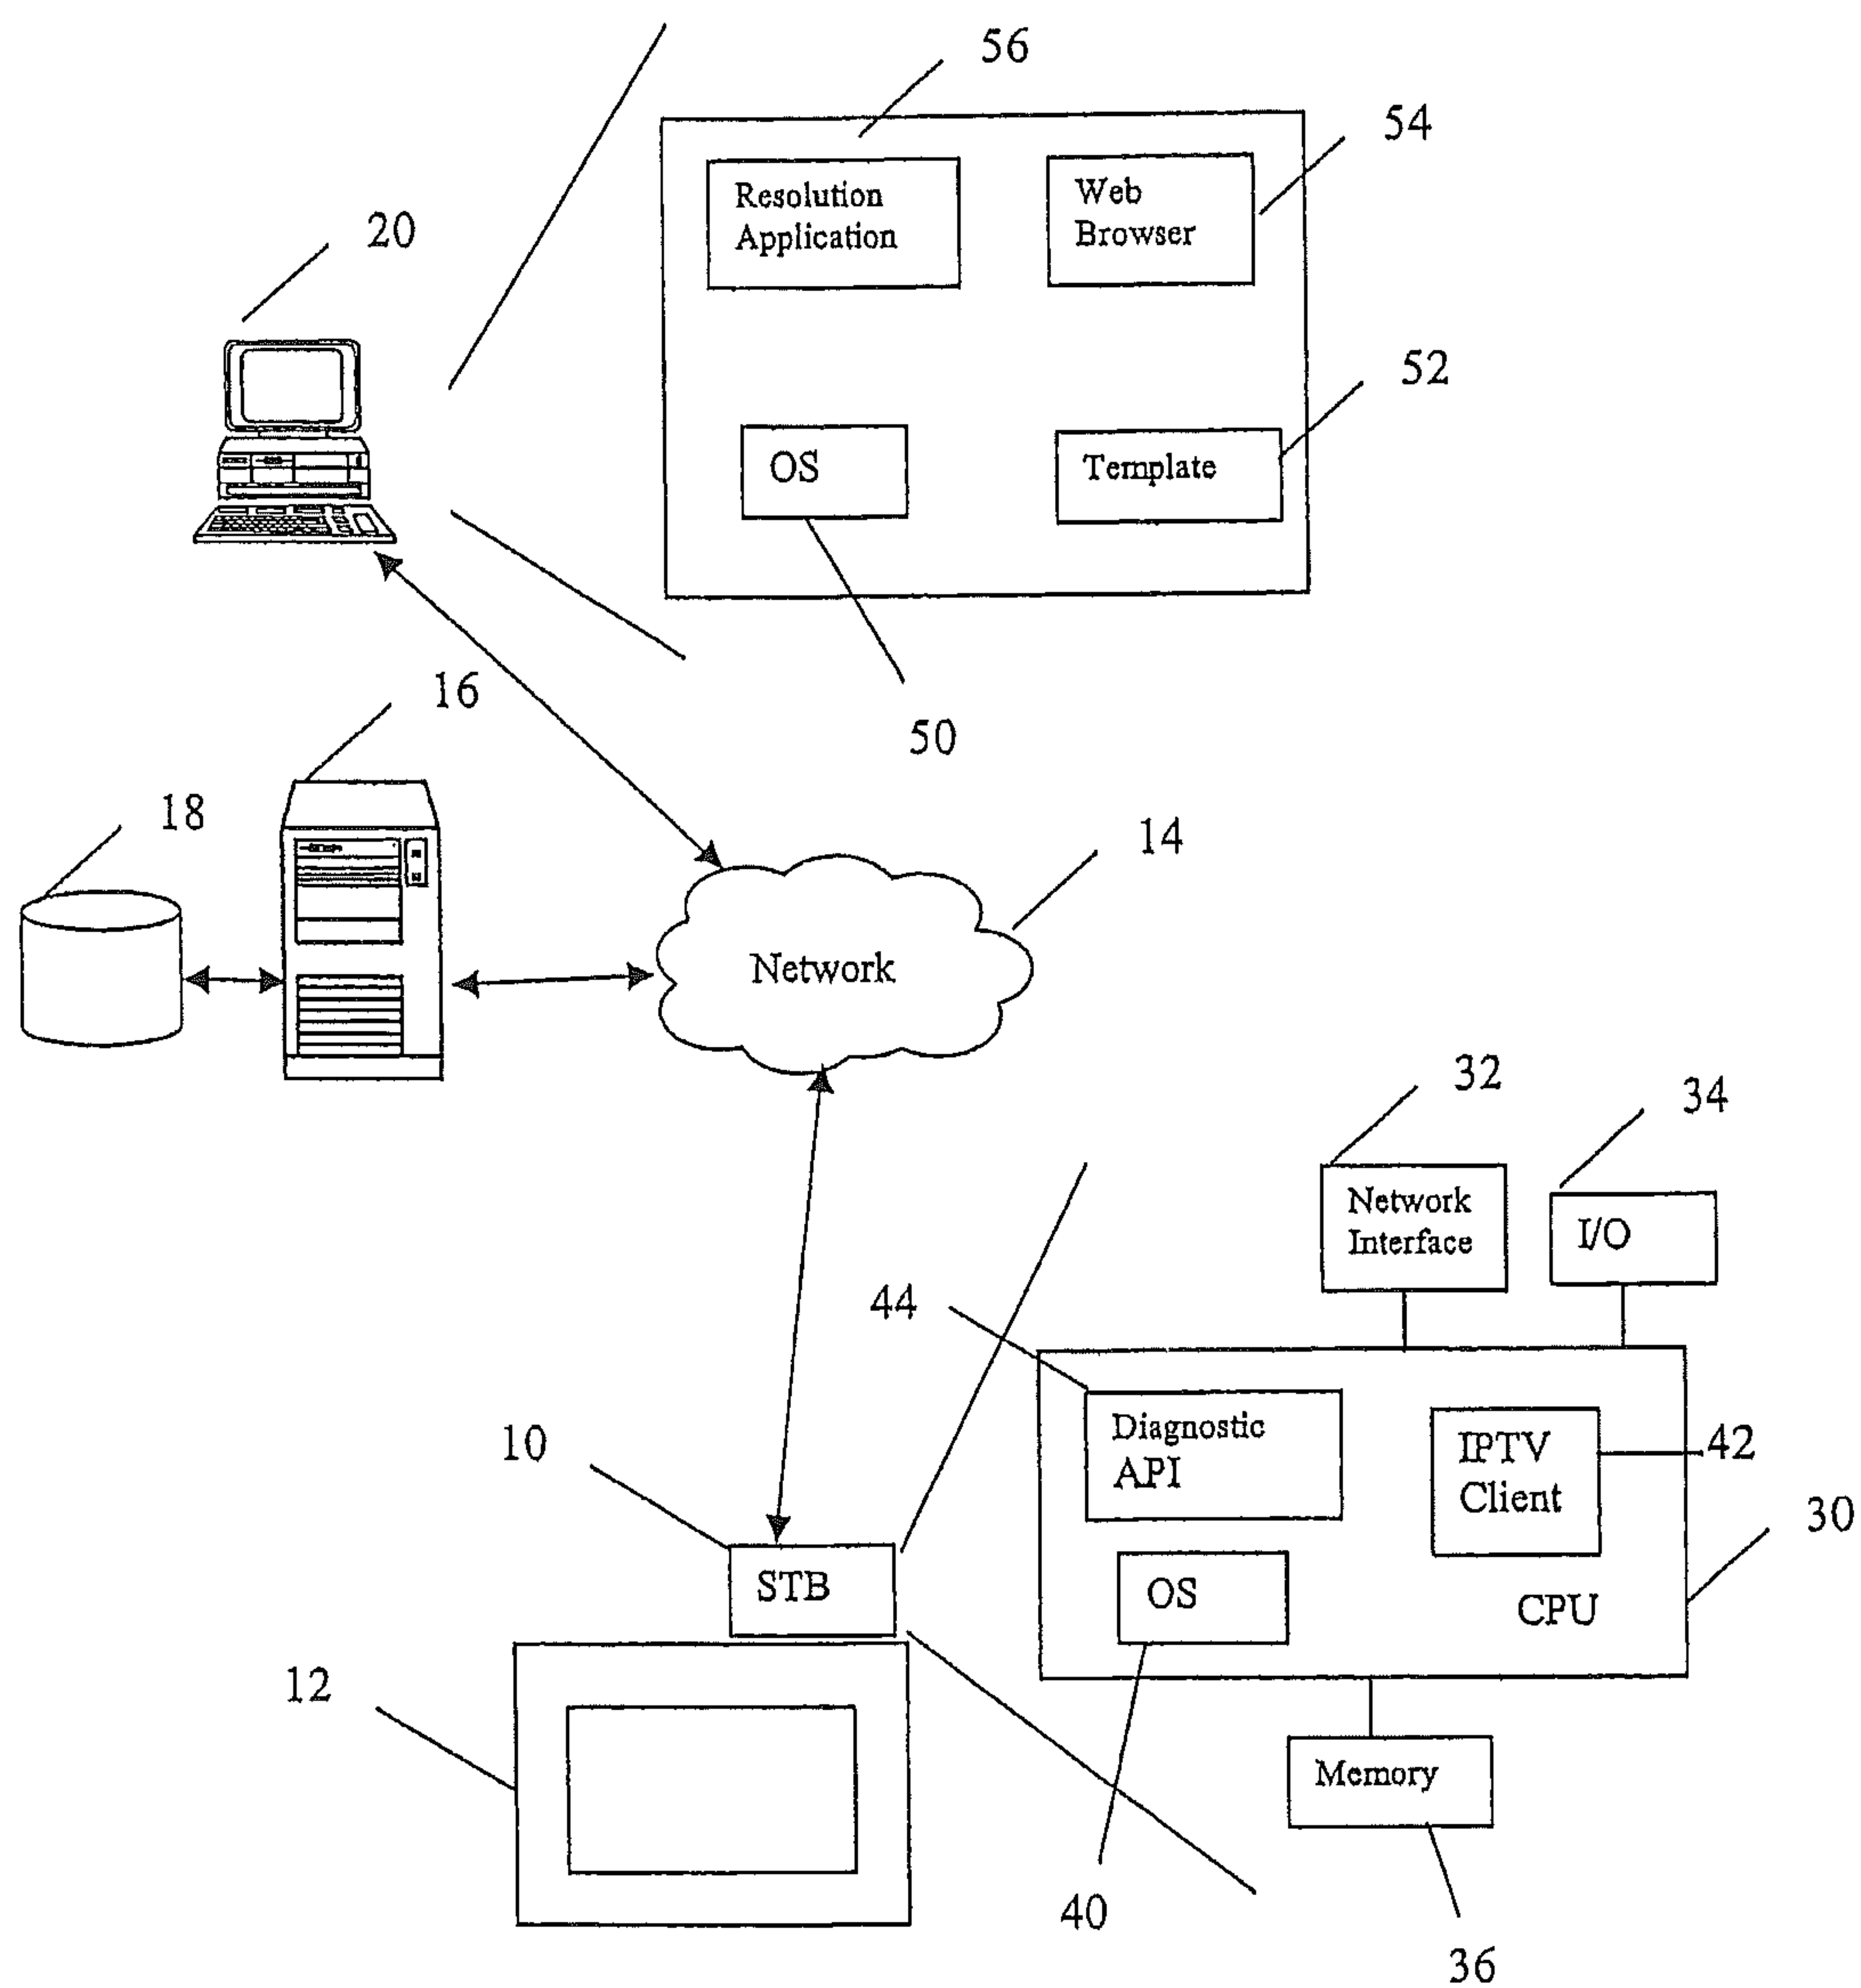 56
54
Resolution
Application
Web
Browser
20
52
OS
Template
16
50
18
14
Network
32
34
Network
Interface
I/O
44
Diagnostic
API
IPTV
Client
42
10
30
STB
OS
CPU
12
Memory
40
36